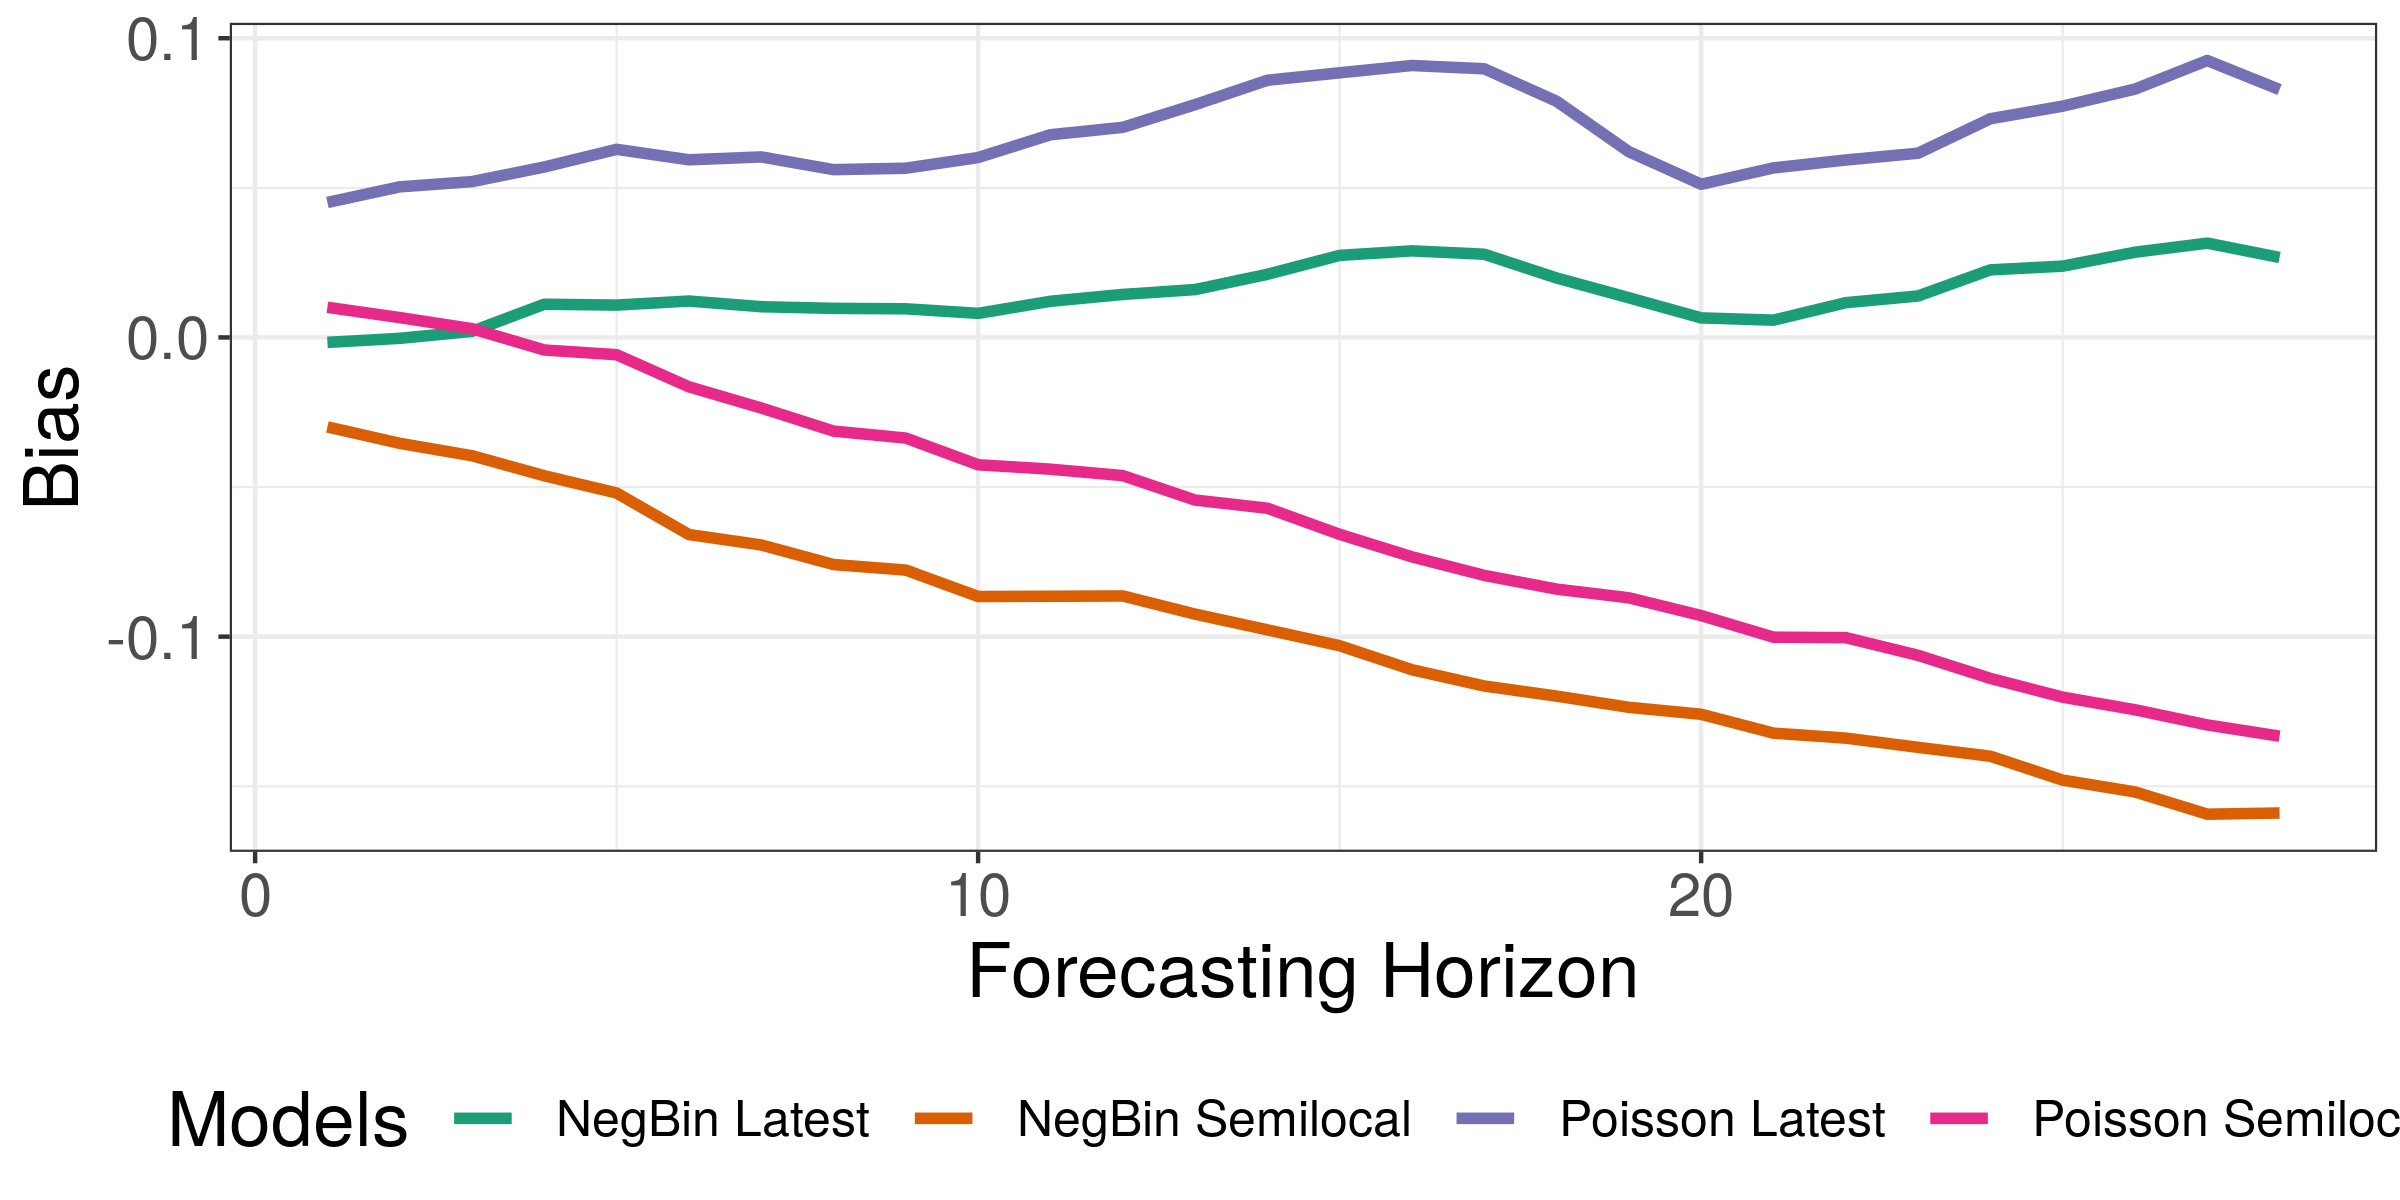 0.1
0.0
-0.1
Bias
0 10 20
Forecasting Horizon
Models NegBin Latest NegBin Semilocal Poisson Latest Poisson Semiloc